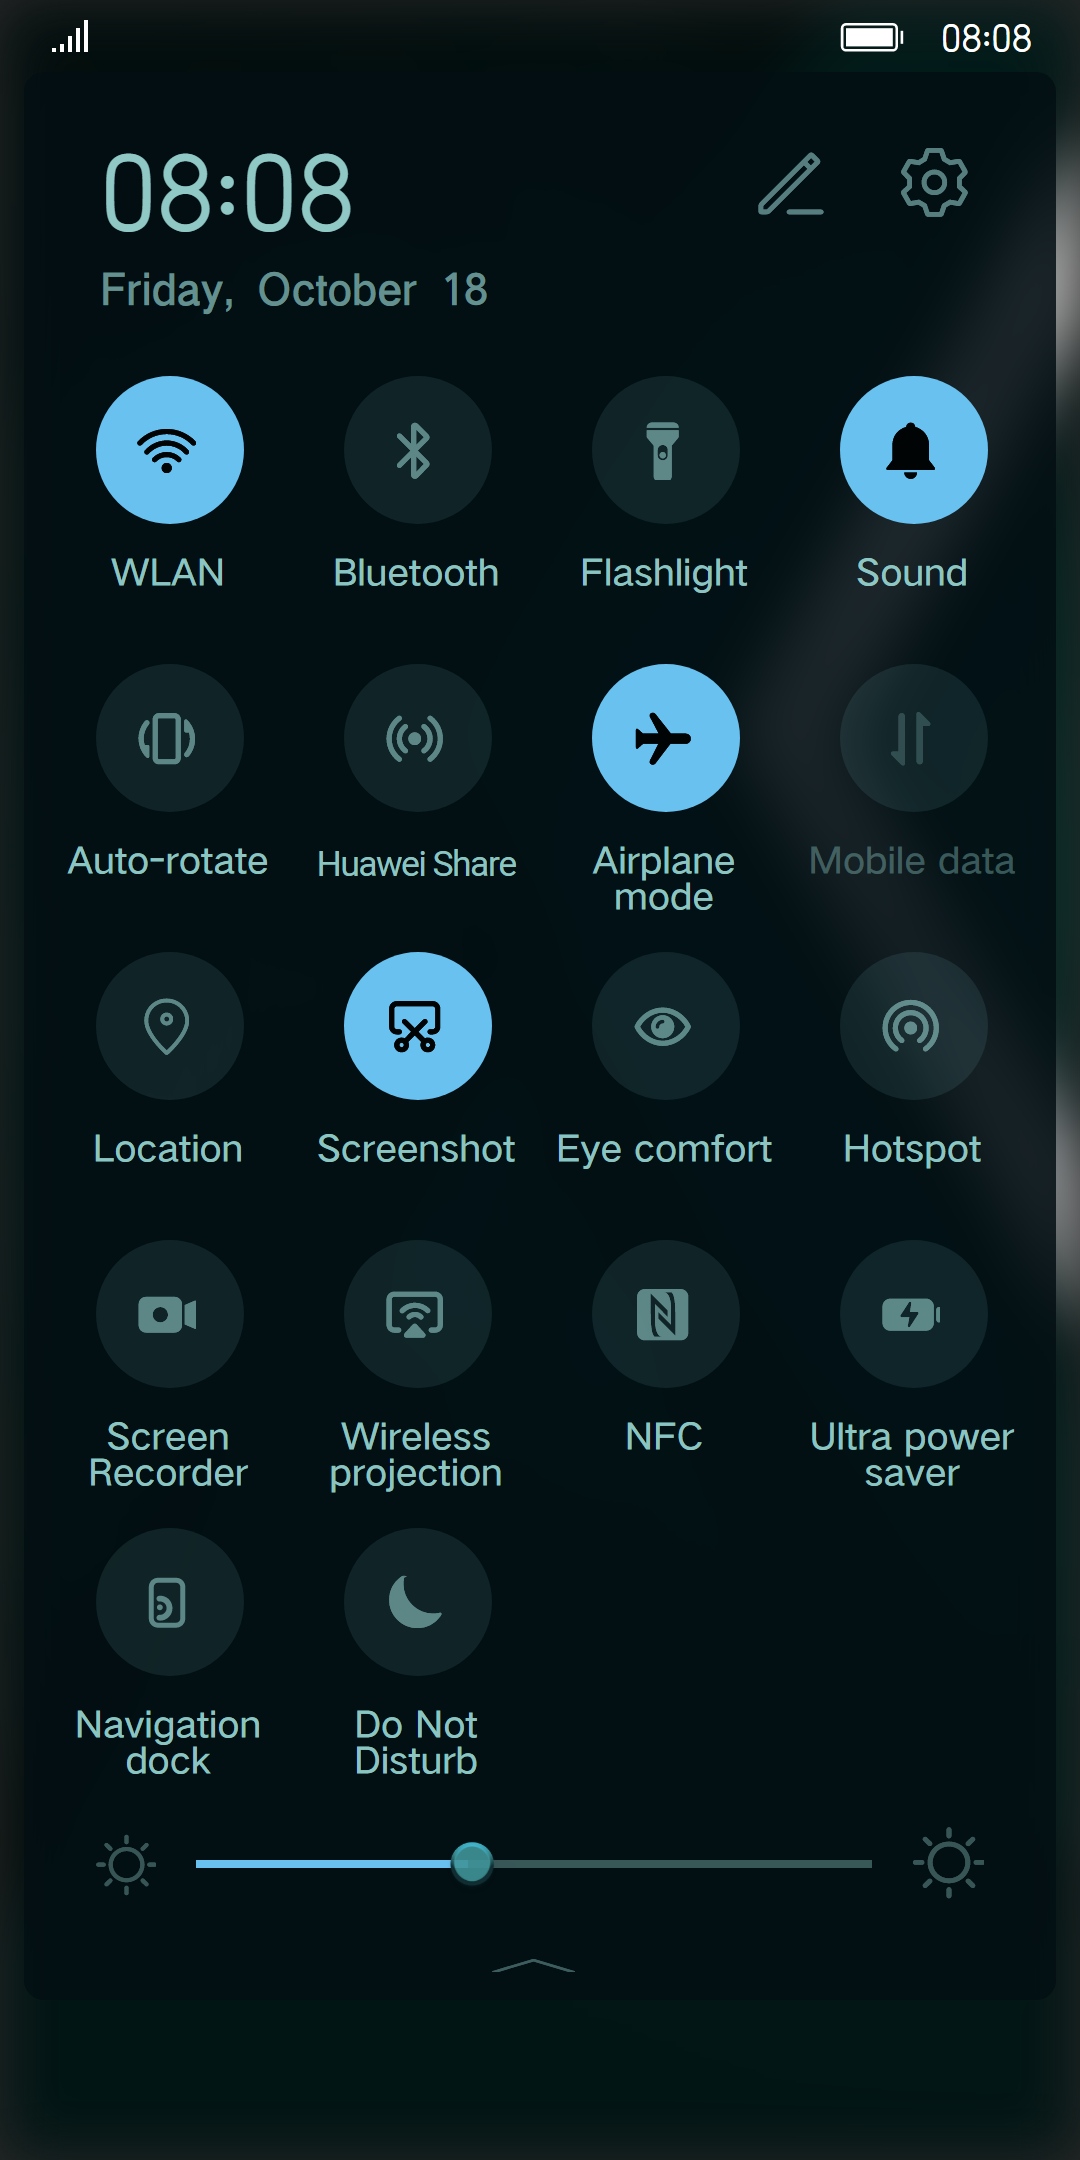 08:08
08:08
Friday, October 18
WLAN
Bluetooth
Flashlight
Sound
Auto-rotate
Huawei Share
Airplane
mode
Mobile data
Location
Screenshot
Eye comfort
Hotspot
Screen
Recorder
Wireless
projection
NFC
Ultra power
saver
Navigation
dock
Do Not
Disturb